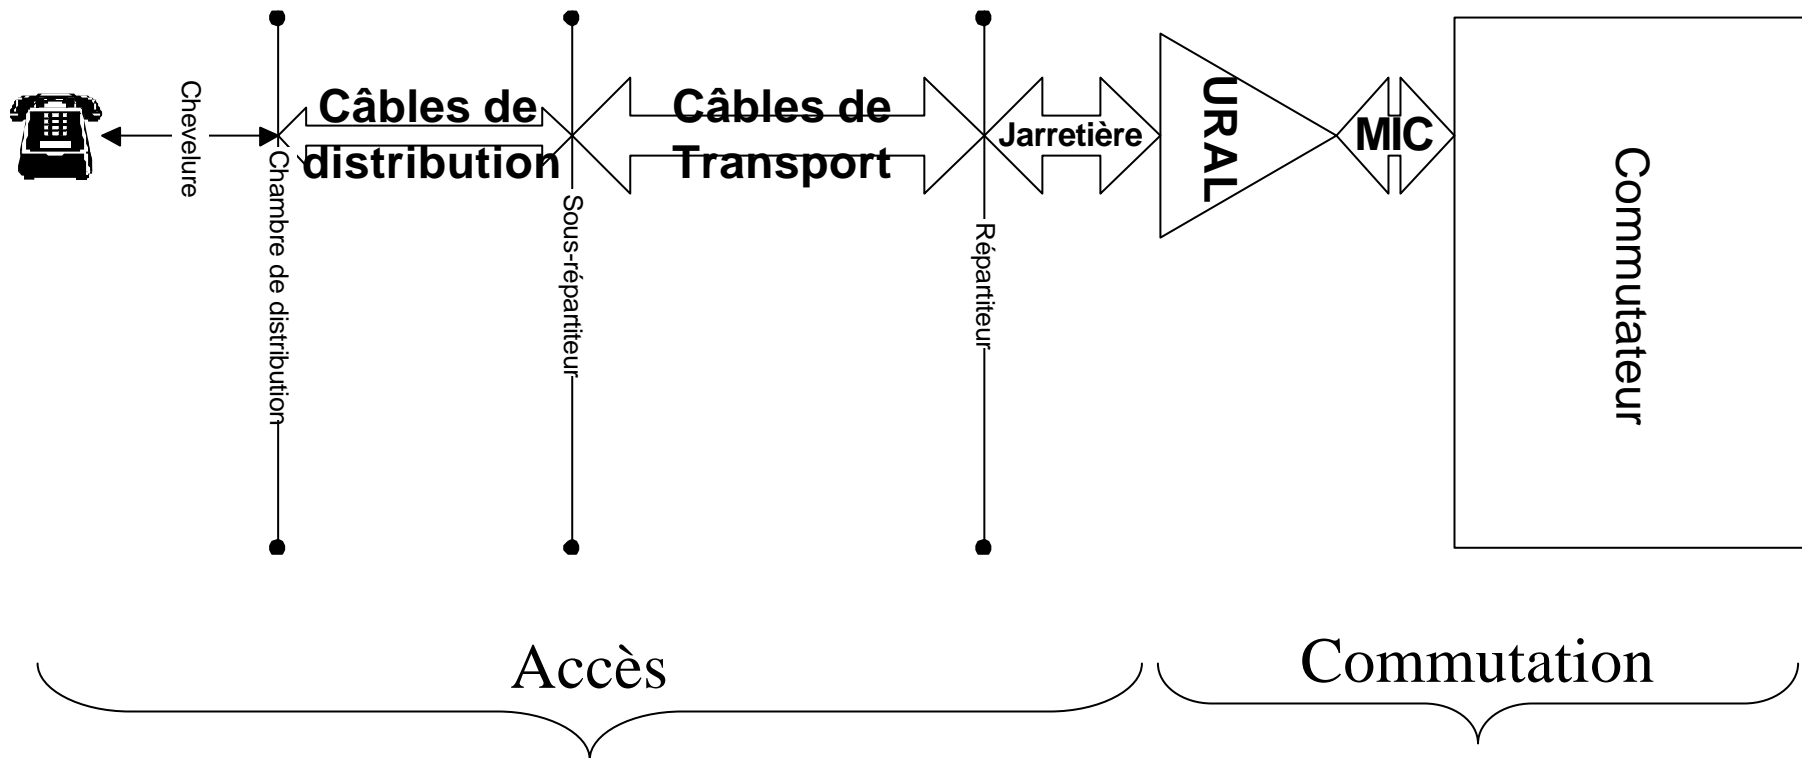 Chevelure
Chambre de distribution
Câbles de
distribution
Sous-répartiteur
Câbles de
Transport
Répartiteur
Jarretière
URAL
MIC
Commutateur
Accès
Commutation